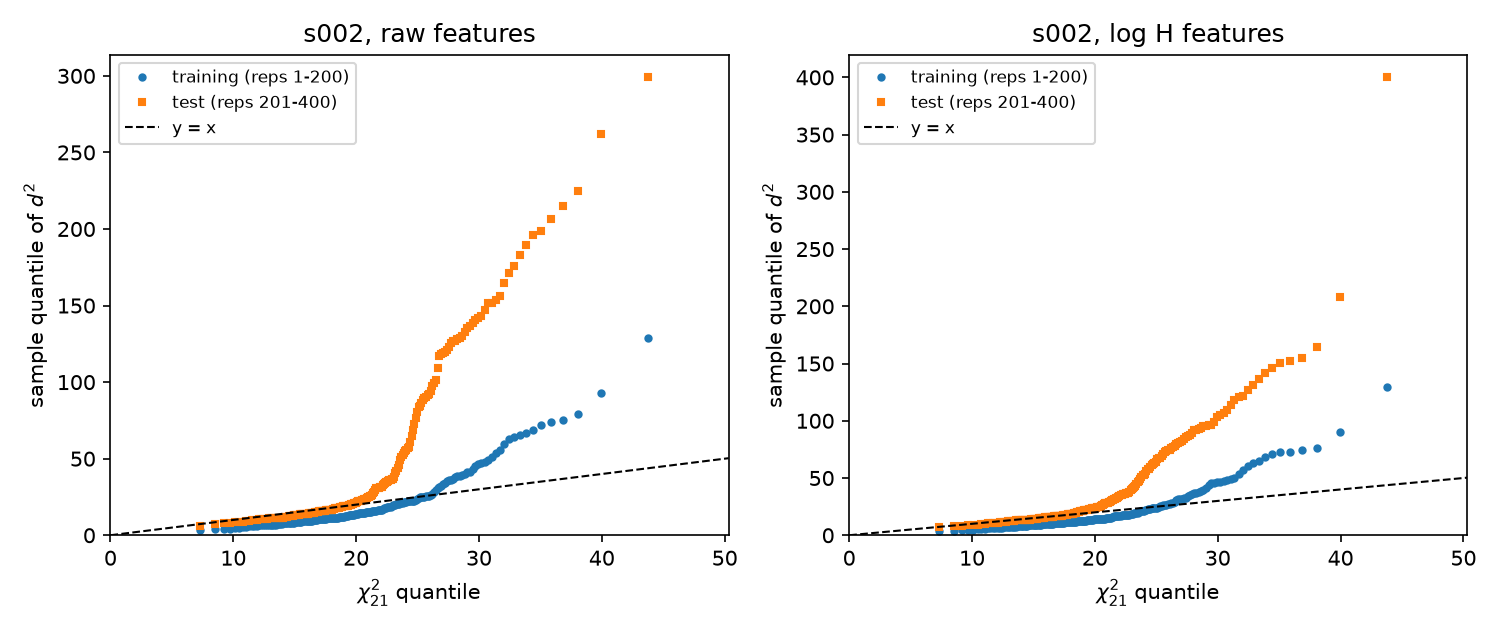 s002, raw features
training (reps 1-200)
test (reps 201-400)
y = x
sample quantile of d²
300
250
200
150
100
50
0
0 10 20 30 40 50
χ²₂₁ quantile
s002, log H features
training (reps 1-200)
test (reps 201-400)
y = x
sample quantile of d²
400
350
300
250
200
150
100
50
0
0 10 20 30 40 50
χ²₂₁ quantile